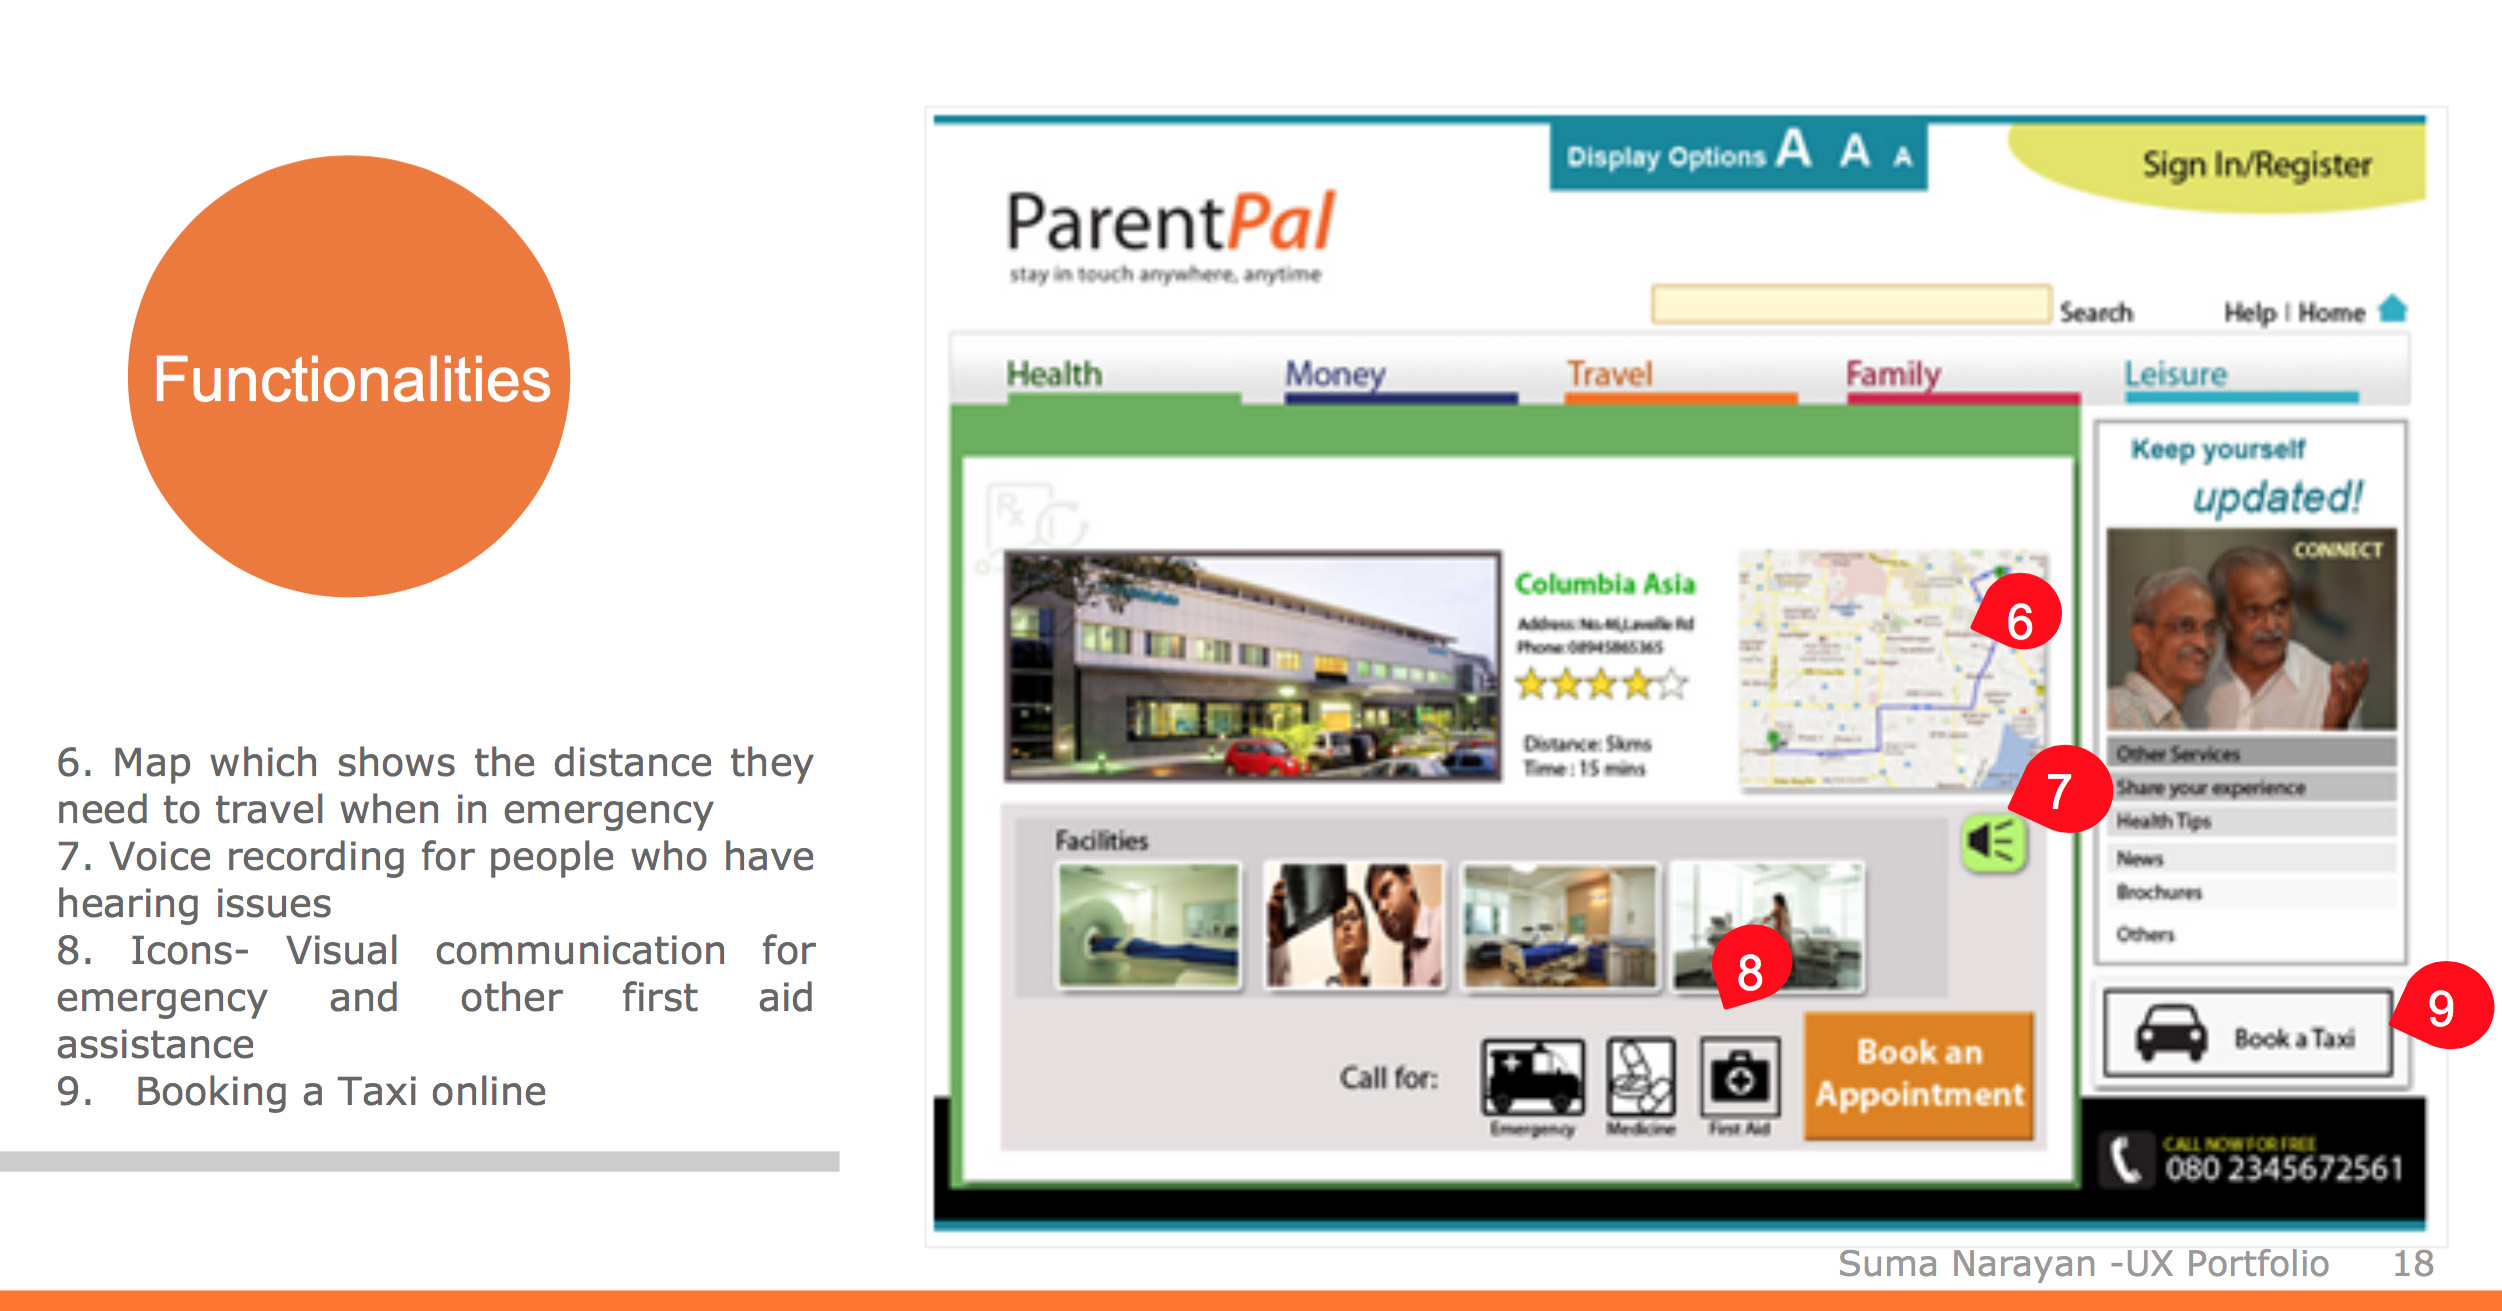 Functionalities
6. Map which shows the distance they
need to travel when in emergency
7. Voice recording for people who have
hearing issues
8. Icons- Visual communication for
emergency and other first aid
assistance
9. Booking a Taxi online
Display Options A A A
Sign In/Register
ParentPal
stay in touch anywhere, anytime
Search
Help | Home
Health Money Travel Family Leisure
Columbia Asia
Address: No.46,Lavelle Rd
Phone: 08945865365
Distance: 5kms
Time : 15 mins
6
7
Facilities
8
Call for:
Emergency Medicine First Aid
Book an
Appointment
Keep yourself
updated!
CONNECT
Other Services
Share your experience
Health Tips
News
Brochures
Others
Book a Taxi
9
CALL NOW FOR FREE
080 2345672561
Suma Narayan -UX Portfolio 18